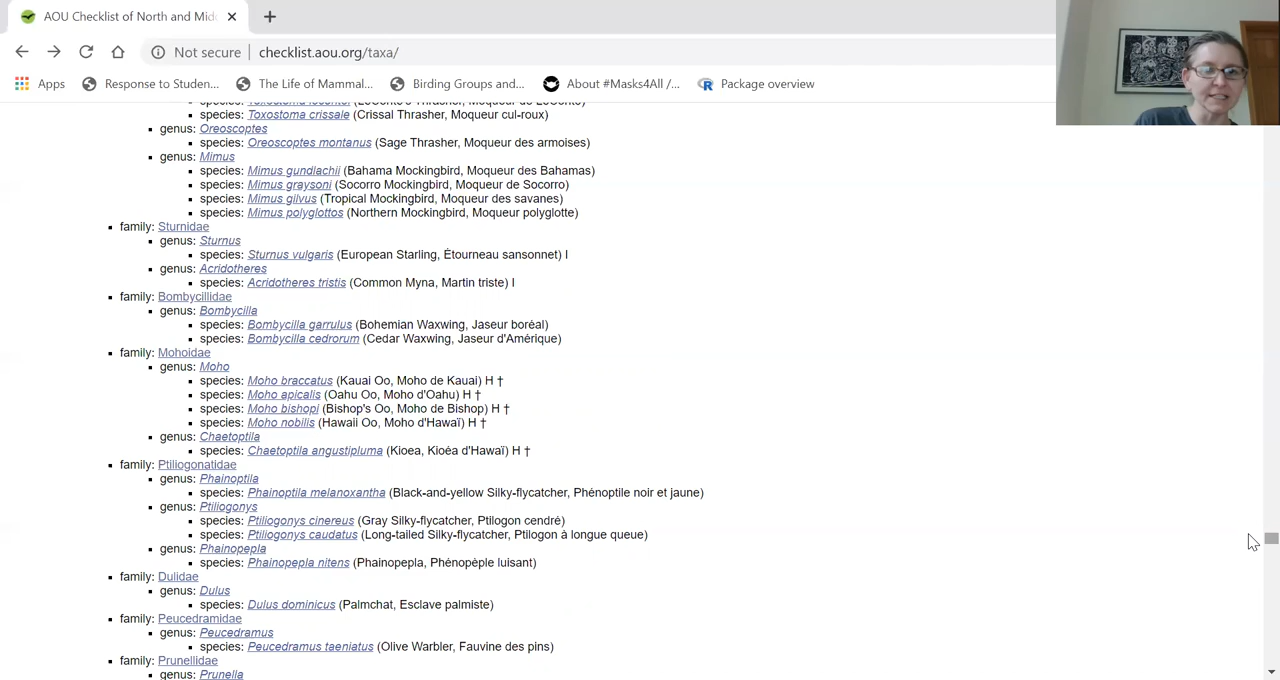 AOU Checklist of North and Mid
Not secure | checklist.aou.org/taxa/
Apps Response to Studen... The Life of Mammal... Birding Groups and... About #Masks4All /... Package overview
species: Toxostoma lecontei (LeConte's Thrasher, Moqueur de LeConte)
species: Toxostoma crissale (Crissal Thrasher, Moqueur cul-roux)
genus: Oreoscoptes
species: Oreoscoptes montanus (Sage Thrasher, Moqueur des armoises)
genus: Mimus
species: Mimus gundlachii (Bahama Mockingbird, Moqueur des Bahamas)
species: Mimus graysoni (Socorro Mockingbird, Moqueur de Socorro)
species: Mimus gilvus (Tropical Mockingbird, Moqueur des savanes)
species: Mimus polyglottos (Northern Mockingbird, Moqueur polyglotte)
family: Sturnidae
genus: Sturnus
species: Sturnus vulgaris (European Starling, Étourneau sansonnet) I
genus: Acridotheres
species: Acridotheres tristis (Common Myna, Martin triste) I
family: Bombycillidae
genus: Bombycilla
species: Bombycilla garrulus (Bohemian Waxwing, Jaseur boréal)
species: Bombycilla cedrorum (Cedar Waxwing, Jaseur d'Amérique)
family: Mohoidae
genus: Moho
species: Moho braccatus (Kauai Oo, Moho de Kauai) H †
species: Moho apicalis (Oahu Oo, Moho d'Oahu) H †
species: Moho bishopi (Bishop's Oo, Moho de Bishop) H †
species: Moho nobilis (Hawaii Oo, Moho d'Hawaï) H †
genus: Chaetoptila
species: Chaetoptila angustipluma (Kioea, Kioéa d'Hawaï) H †
family: Ptiliogonatidae
genus: Phainoptila
species: Phainoptila melanoxantha (Black-and-yellow Silky-flycatcher, Phénoptile noir et jaune)
genus: Ptiliogonys
species: Ptiliogonys cinereus (Gray Silky-flycatcher, Ptilogon cendré)
species: Ptiliogonys caudatus (Long-tailed Silky-flycatcher, Ptilogon à longue queue)
genus: Phainopepla
species: Phainopepla nitens (Phainopepla, Phénopèple luisant)
family: Dulidae
genus: Dulus
species: Dulus dominicus (Palmchat, Esclave palmiste)
family: Peucedramidae
genus: Peucedramus
species: Peucedramus taeniatus (Olive Warbler, Fauvine des pins)
family: Prunellidae
genus: Prunella